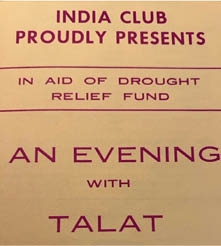 INDIA CLUB
PROUDLY PRESENTS
IN AID OF DROUGHT
RELIEF FUND
AN EVENING
WITH
TALAT